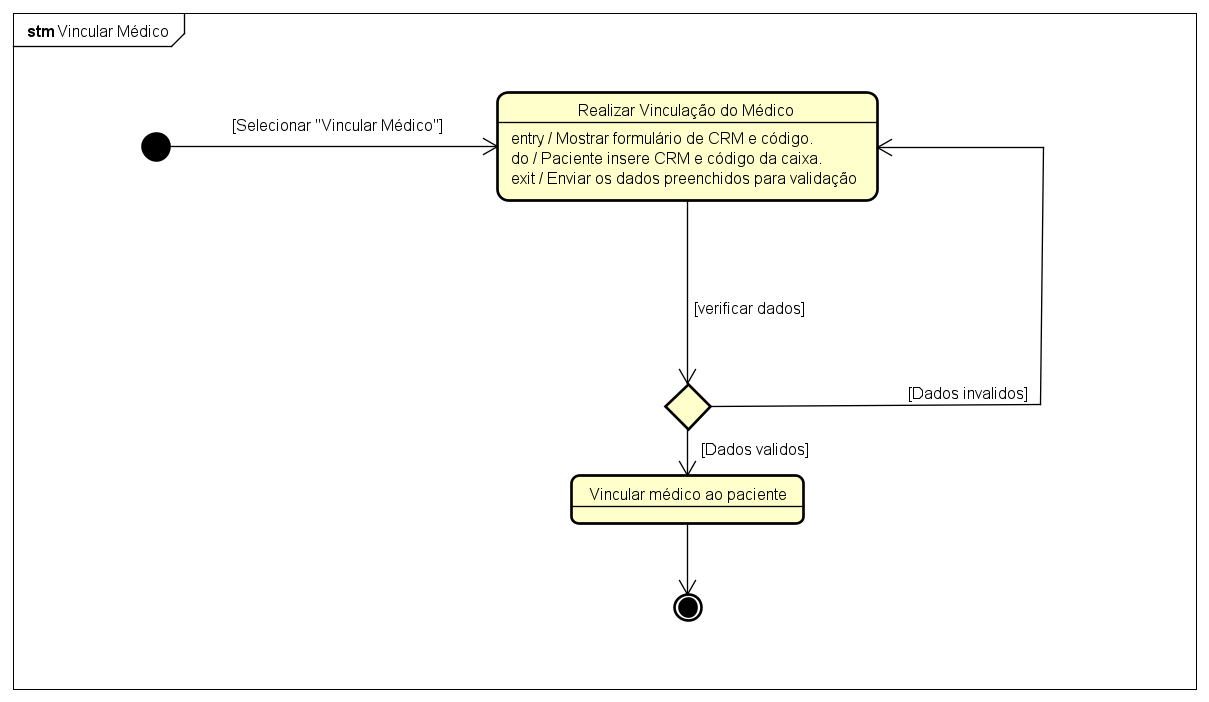 stm Vincular Médico
[Selecionar "Vincular Médico"]
Realizar Vinculação do Médico
entry / Mostrar formulário de CRM e código.
do / Paciente insere CRM e código da caixa.
exit / Enviar os dados preenchidos para validação
[verificar dados]
[Dados invalidos]
[Dados validos]
Vincular médico ao paciente